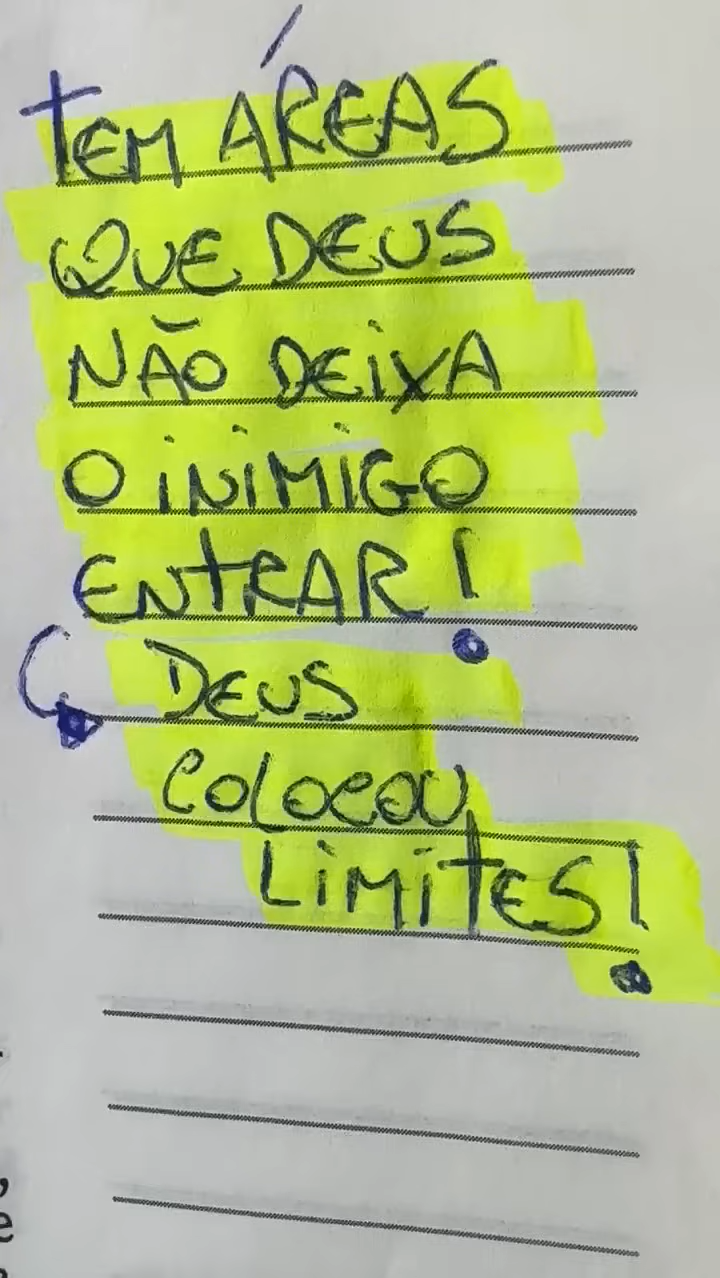 TEM ÁREAS
QUE DEUS
NÃO DEIXA
O INIMIGO
ENTRAR!
DEUS
COLOCOU
LIMITES!